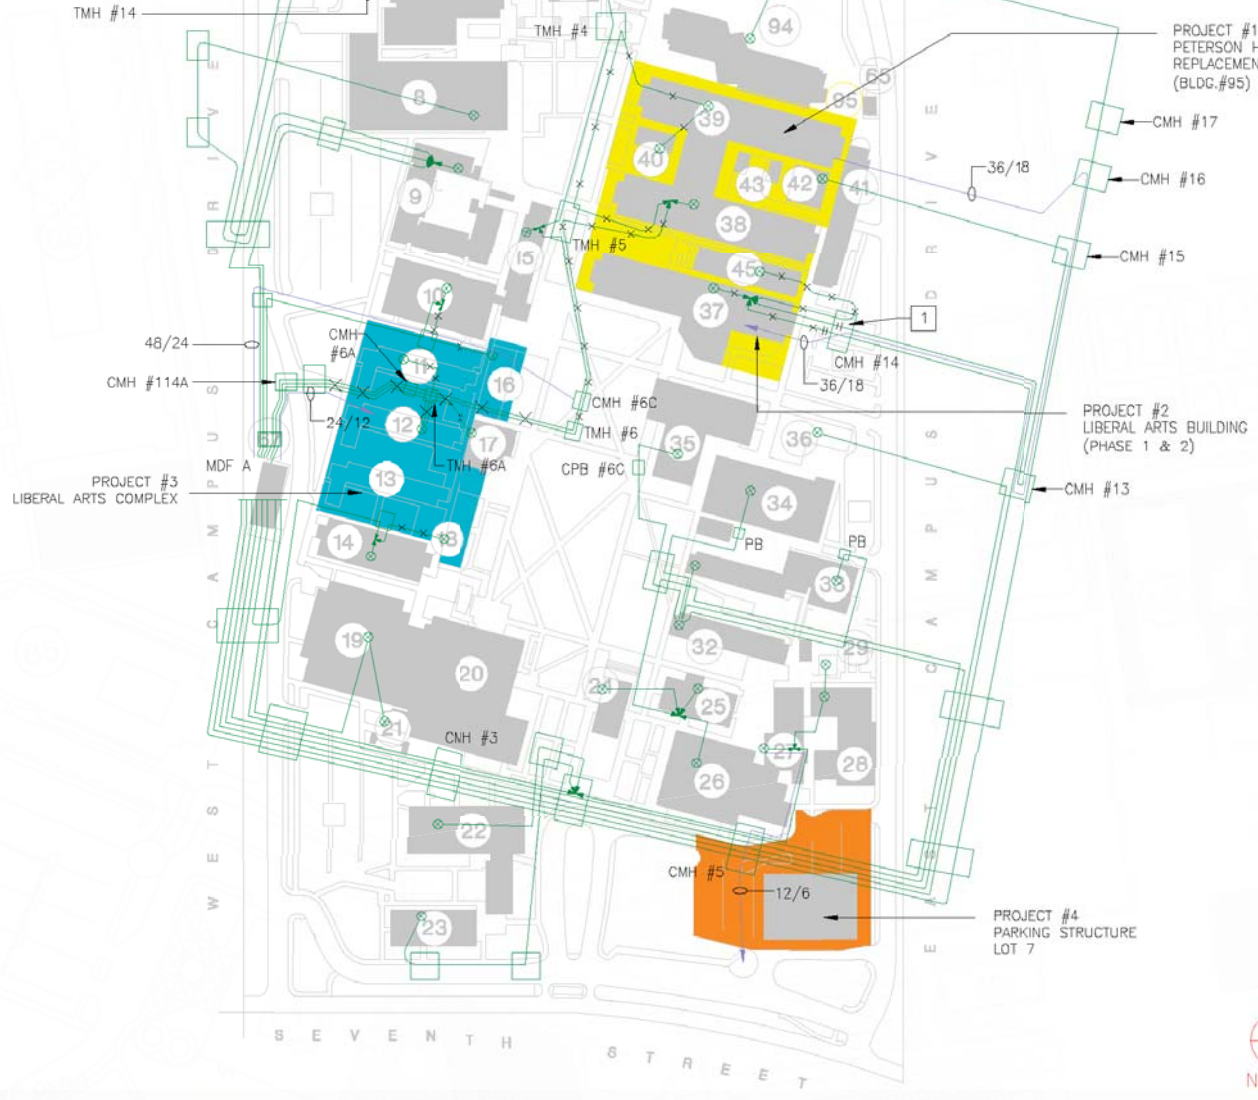 TMH #14
TMH #4
94
PROJECT #1
PETERSON H
REPLACEMEN
(BLDG.#95)
8
65
95
39
CMH #17
40
36/18
CMH #16
43
42
41
9
38
TMH #5
15
45
CMH #15
10
37
1
48/24
CMH
#6A
CMH #14
CMH #114A
11
16
36/18
CMH #6C
24/12
12
TMH #6
PROJECT #2
LIBERAL ARTS BUILDING
(PHASE 1 & 2)
67
17
35
36
MDF A
TMH #6A
CPB #6C
PROJECT #3
LIBERAL ARTS COMPLEX
13
34
CMH #13
14
18
PB
PB
33
19
32
29
20
24
25
21
CNH #3
26
27
28
22
CMH #5
12/6
23
PROJECT #4
PARKING STRUCTURE
LOT 7
WEST CAMPUS DRIVE
EAST CAMPUS DRIVE
SEVENTH STREET
N